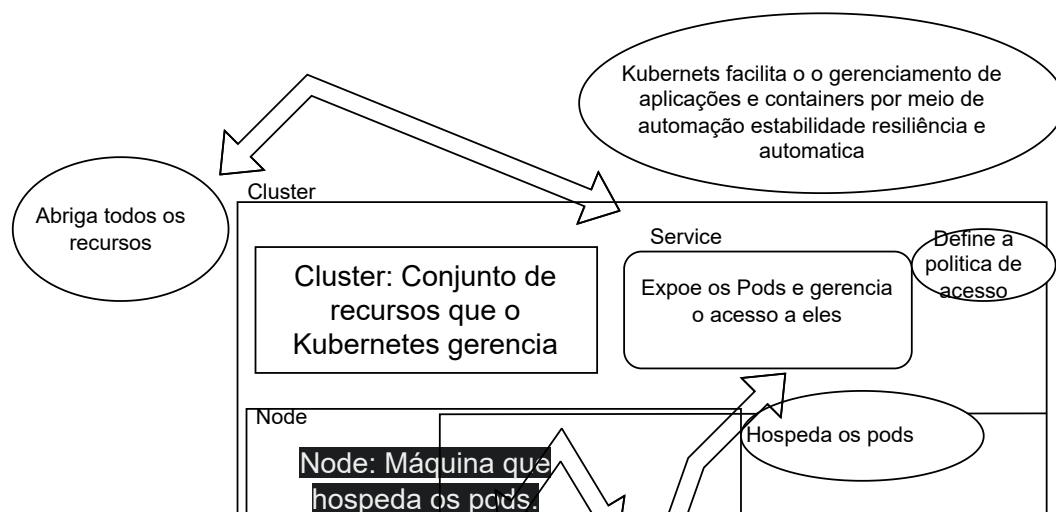 Kubernets facilita o o gerenciamento de
aplicações e containers por meio de
automação estabilidade resiliência e
automatica
Cluster
Abriga todos os
recursos
Service
Define a
politica de
acesso
Cluster: Conjunto de
recursos que o
Kubernetes gerencia
Expoe os Pods e gerencia
o acesso a eles
Node
Hospeda os pods
Node: Máquina que
hospeda os pods.